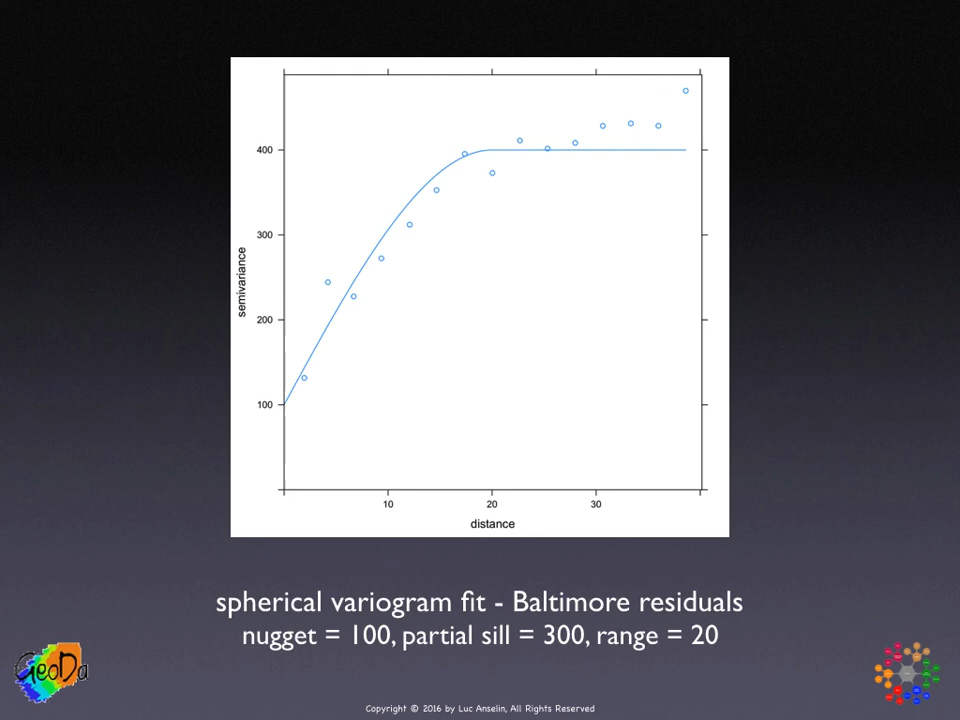 400
300
200
100
semivariance
10 20 30
distance
spherical variogram fit - Baltimore residuals
nugget = 100, partial sill = 300, range = 20
GeoDa
Copyright © 2016 by Luc Anselin, All Rights Reserved